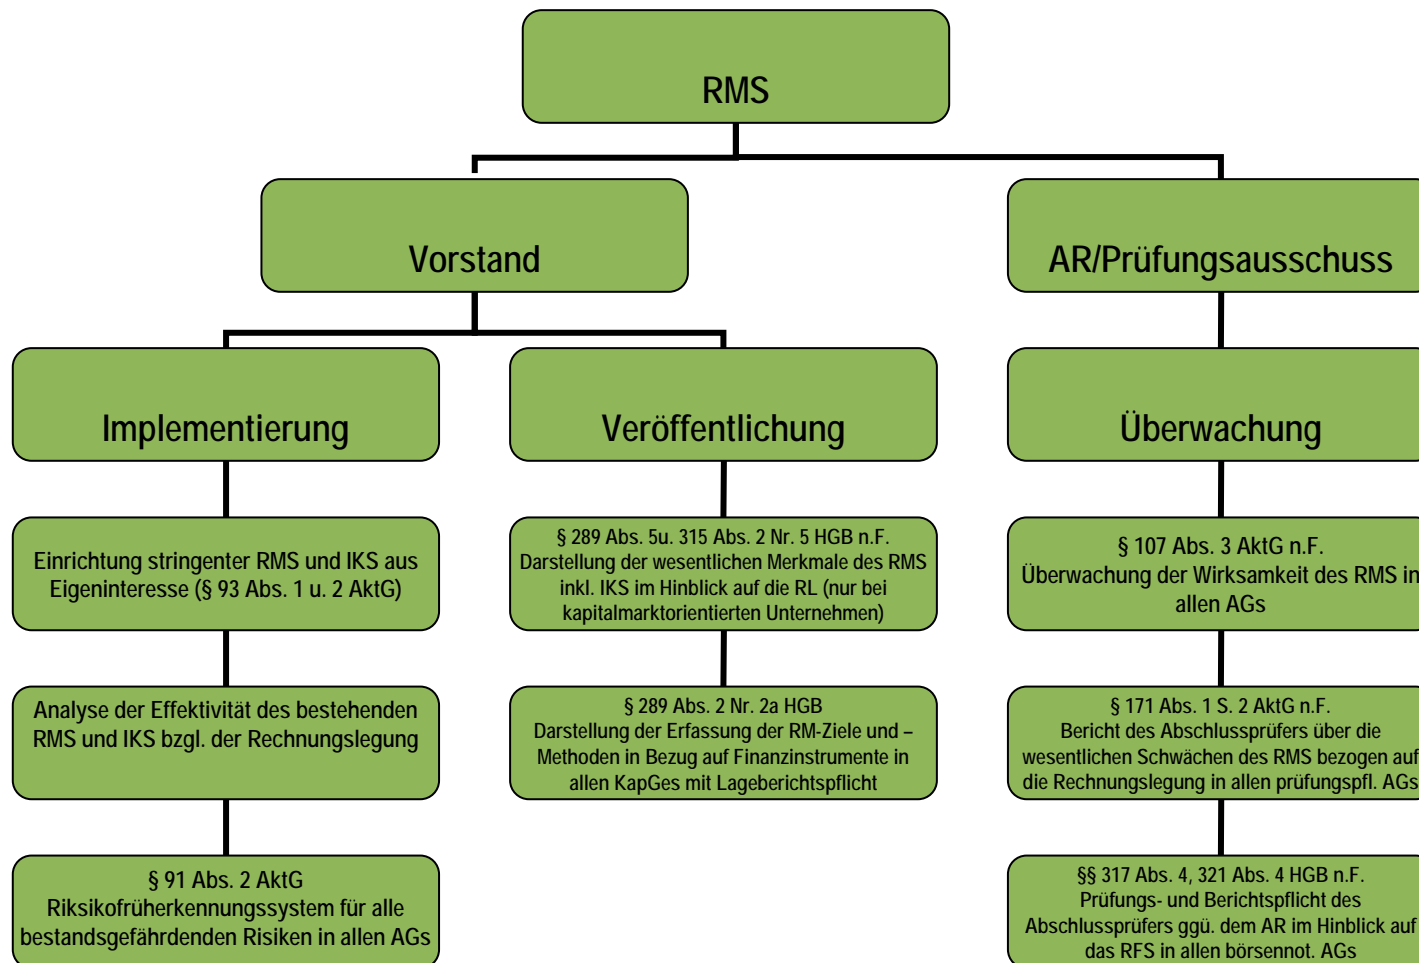 RMS
Vorstand
AR/Prüfungsausschuss
Implementierung
Veröffentlichung
Überwachung
Einrichtung stringenter RMS und IKS aus
Eigeninteresse (§ 93 Abs. 1 u. 2 AktG)
§ 289 Abs. 5u. 315 Abs. 2 Nr. 5 HGB n.F.
Darstellung der wesentlichen Merkmale des RMS
inkl. IKS im Hinblick auf die RL (nur bei
kapitalmarktorientierten Unternehmen)
§ 107 Abs. 3 AktG n.F.
Überwachung der Wirksamkeit des RMS in
allen AGs
Analyse der Effektivität des bestehenden
RMS und IKS bzgl. der Rechnungslegung
§ 289 Abs. 2 Nr. 2a HGB
Darstellung der Erfassung der RM-Ziele und –
Methoden in Bezug auf Finanzinstrumente in
allen KapGes mit Lageberichtspflicht
§ 171 Abs. 1 S. 2 AktG n.F.
Bericht des Abschlussprüfers über die
wesentlichen Schwächen des RMS bezogen auf
die Rechnungslegung in allen prüfungspfl. AGs
§ 91 Abs. 2 AktG
Riksikofrüherkennungssystem für alle
bestandsgefährdenden Risiken in allen AGs
§§ 317 Abs. 4, 321 Abs. 4 HGB n.F.
Prüfungs- und Berichtspflicht des
Abschlussprüfers ggü. dem AR im Hinblick auf
das RFS in allen börsennot. AGs